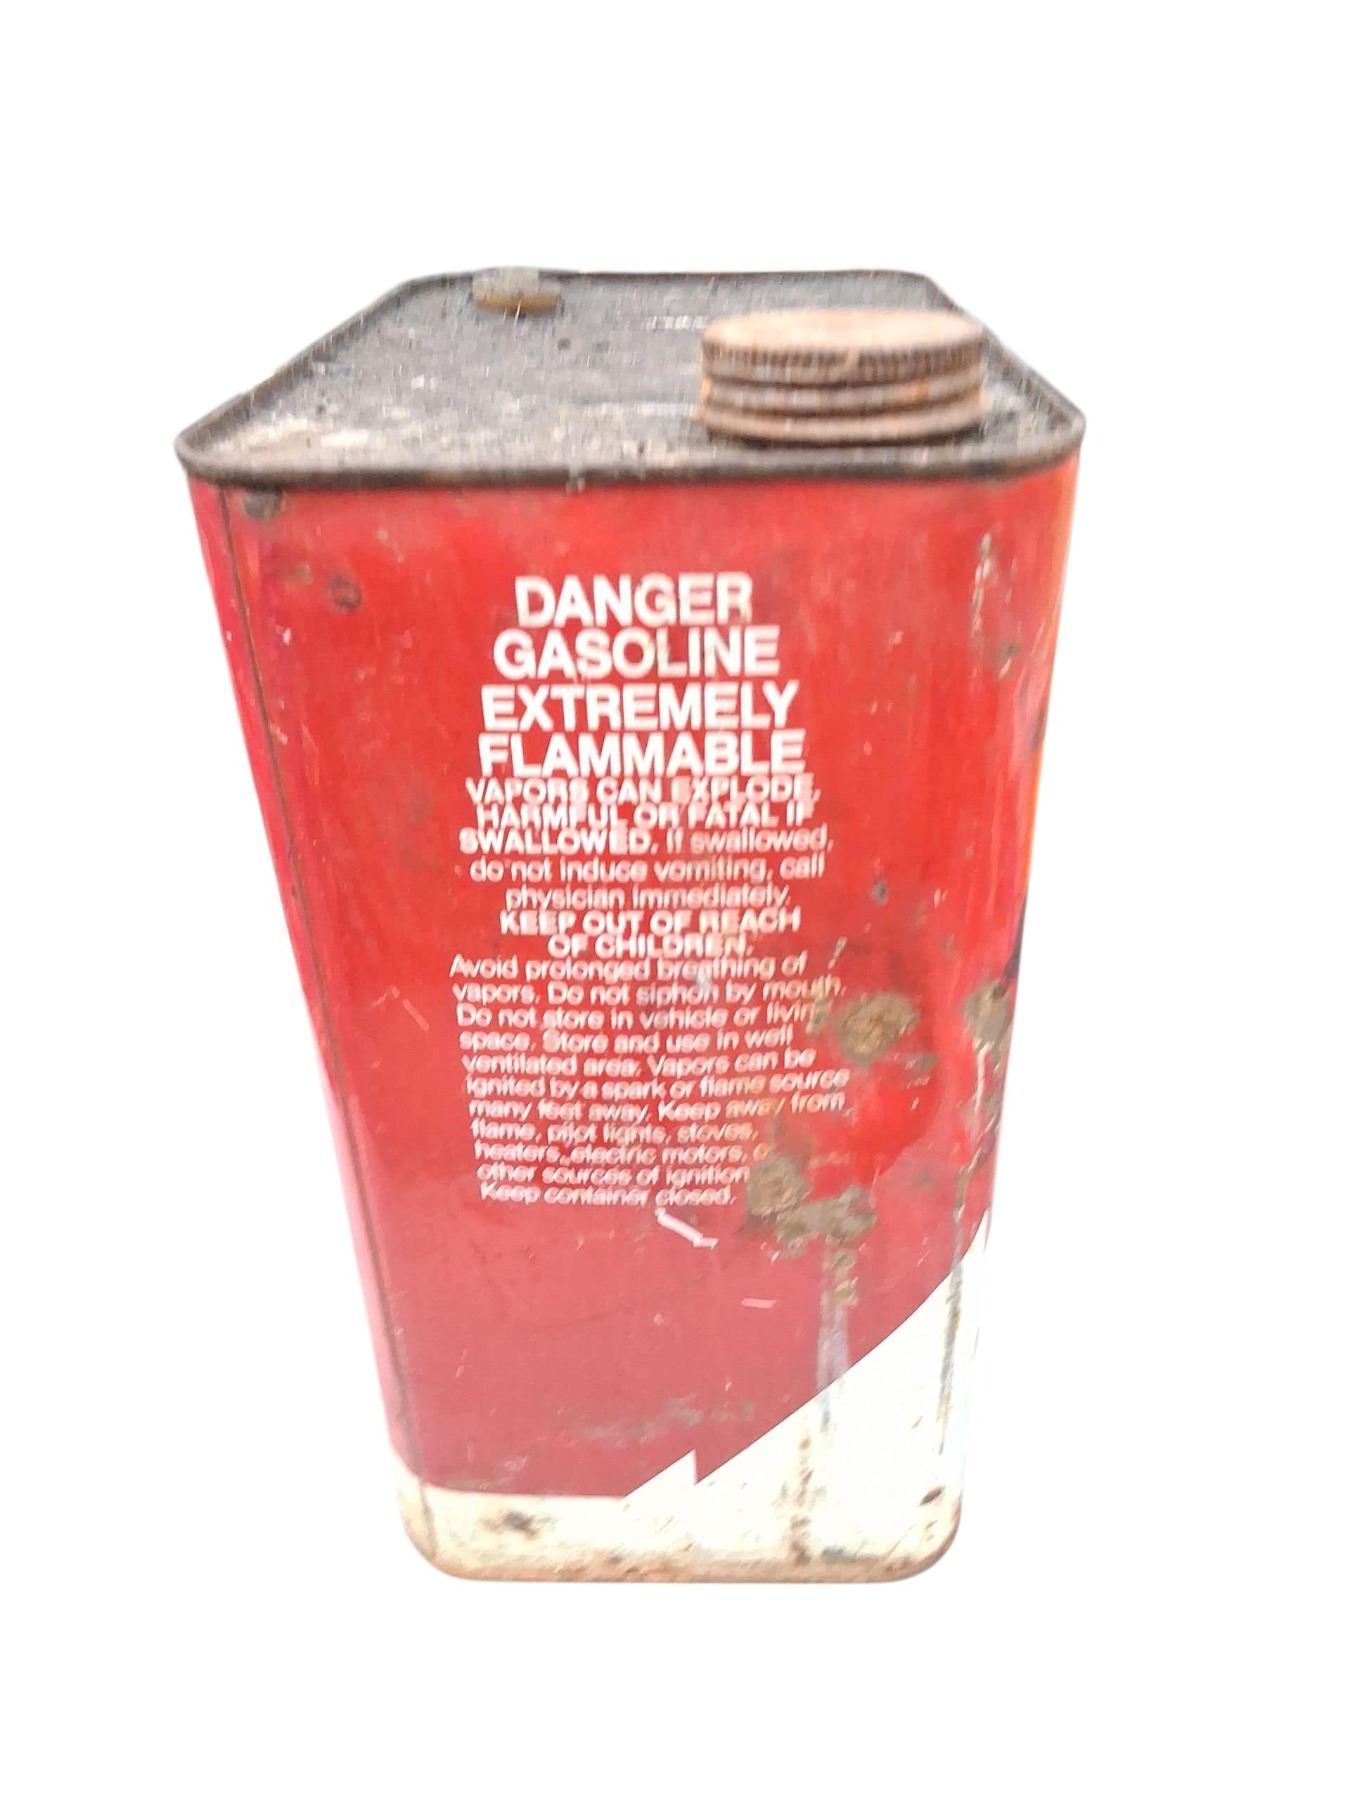 DANGER
GASOLINE
EXTREMELY
FLAMMABLE
VAPORS CAN EXPLODE,
HARMFUL OR FATAL IF
SWALLOWED. If swallowed,
do not induce vomiting, call
physician immediately.
KEEP OUT OF REACH
OF CHILDREN.
Avoid prolonged breathing of
vapors. Do not siphon by mouth.
Do not store in vehicle or livin
space. Store and use in well
ventilated area. Vapors can be
ignited by a spark or flame source
many feet away. Keep away from
flame, pilot lights, stoves,
heaters, electric motors,
other sources of ignition
Keep container closed.